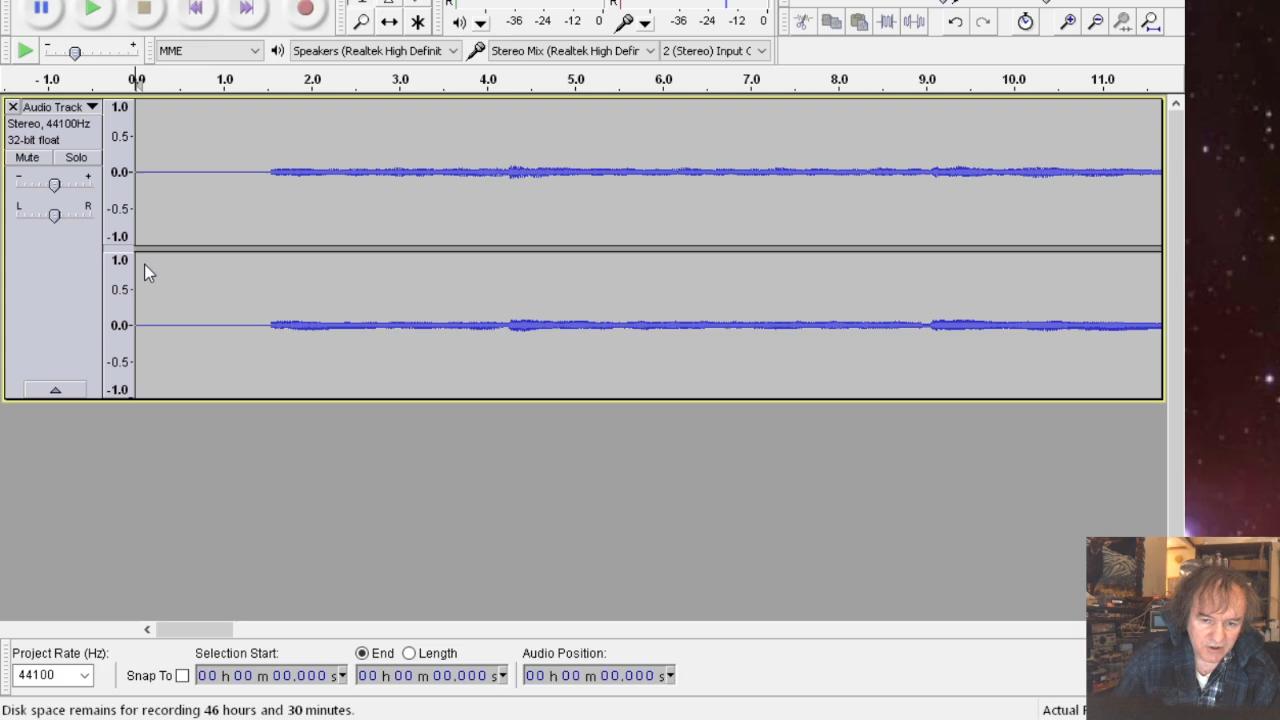 R R
-36 -24 -12 0 -36 -24 -12 0
- + MME Speakers (Realtek High Definit Stereo Mix (Realtek High Defir 2 (Stereo) Input C
- 1.0 0.0 1.0 2.0 3.0 4.0 5.0 6.0 7.0 8.0 9.0 10.0 11.0
X Audio Track 1.0
Stereo, 44100Hz
32-bit float 0.5-
Mute Solo
- + 0.0-
L R -0.5-
-1.0
1.0
0.5-
0.0-
-0.5-
-1.0
Project Rate (Hz): Selection Start: End Length Audio Position:
44100 Snap To 00 h 00 m 00,000 s 00 h 00 m 00,000 s 00 h 00 m 00,000 s
Disk space remains for recording 46 hours and 30 minutes. Actual